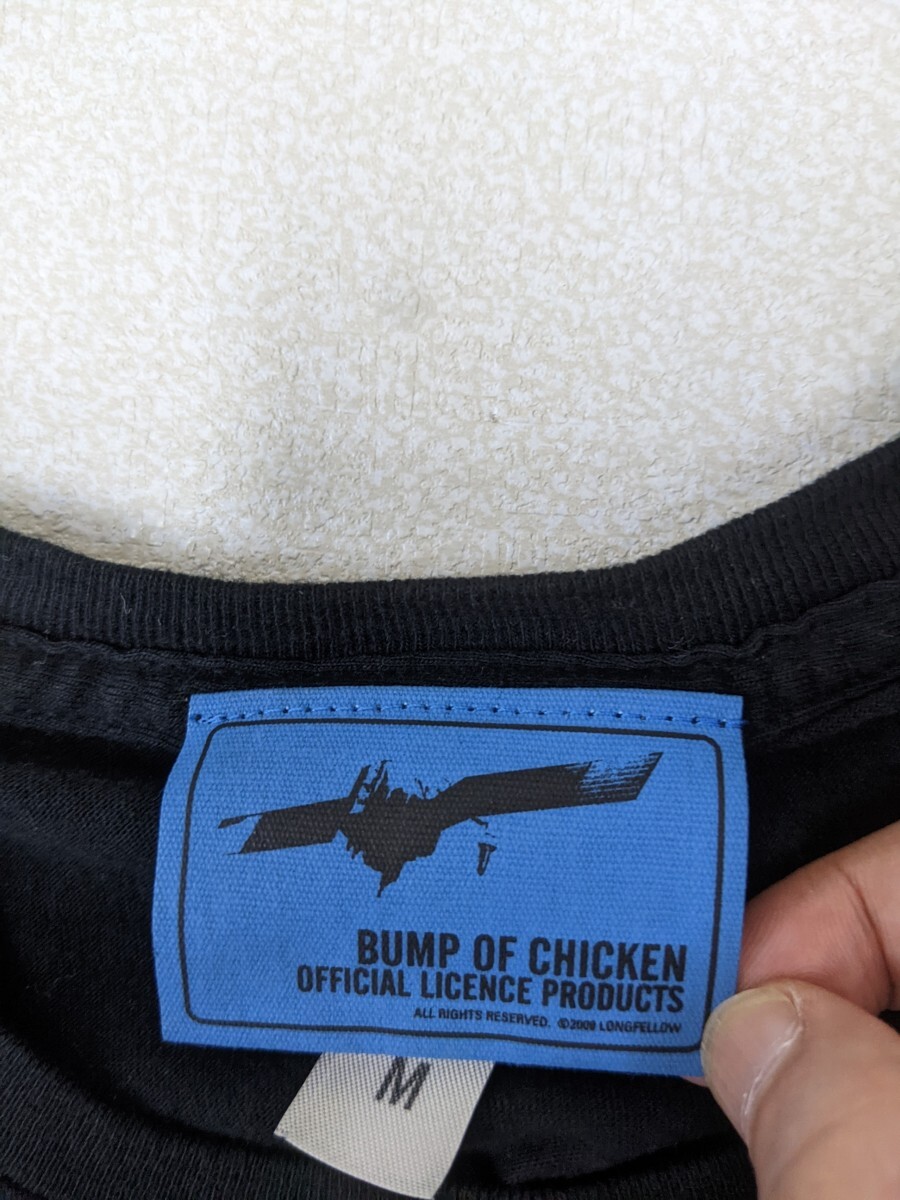 BUMP OF CHICKEN
OFFICIAL LICENCE PRODUCTS
ALL RIGHTS RESERVED. ©2008 LONGFELLOW
M